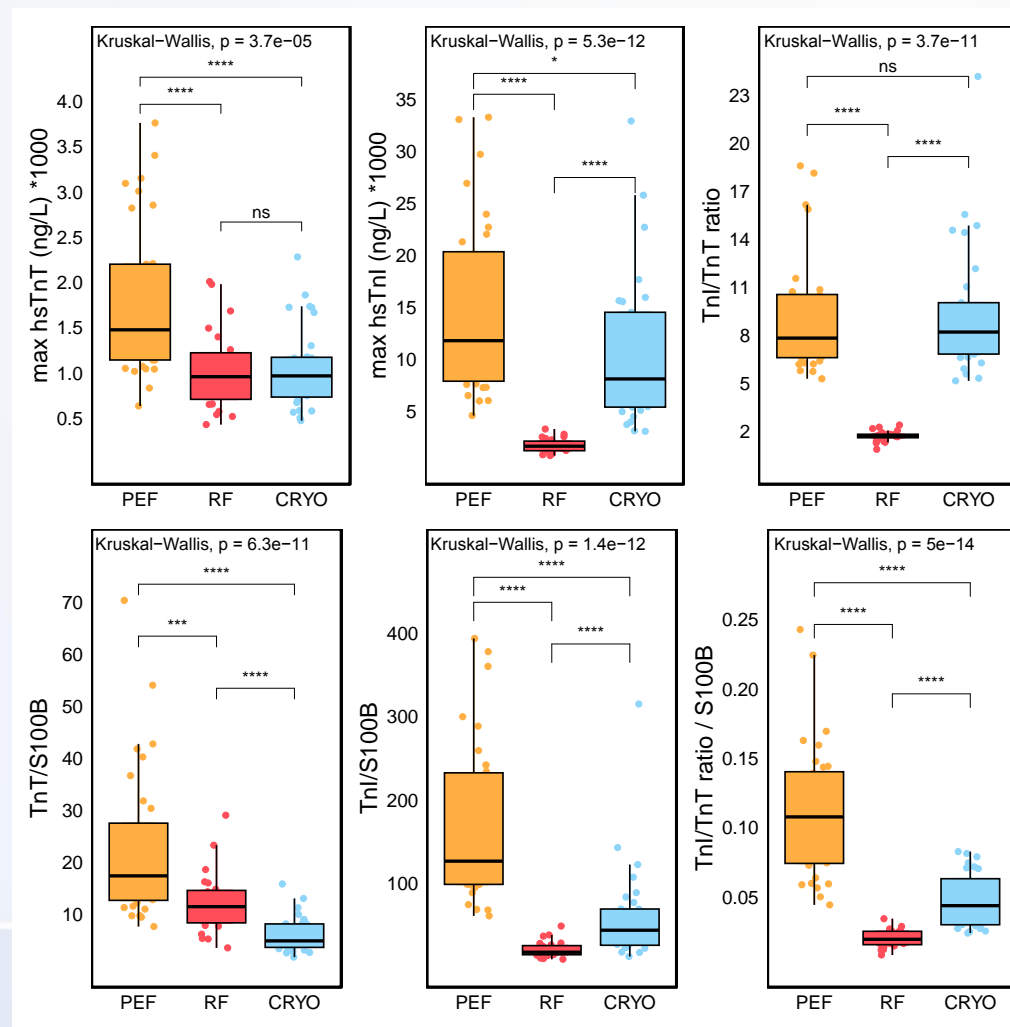 Kruskal−Wallis, p = 3.7e−05
****
****
ns
max hsTnT (ng/L) *1000
4.0
3.5
3.0
2.5
2.0
1.5
1.0
0.5
PEF RF CRYO
Kruskal−Wallis, p = 5.3e−12
*
****
****
max hsTnI (ng/L) *1000
35
30
25
20
15
10
5
PEF RF CRYO
Kruskal−Wallis, p = 3.7e−11
ns
****
****
TnI/TnT ratio
23
20
17
14
11
8
5
2
PEF RF CRYO
Kruskal−Wallis, p = 6.3e−11
****
***
****
TnT/S100B
70
60
50
40
30
20
10
PEF RF CRYO
Kruskal−Wallis, p = 1.4e−12
****
****
****
TnI/S100B
400
300
200
100
PEF RF CRYO
Kruskal−Wallis, p = 5e−14
****
****
****
TnI/TnT ratio / S100B
0.25
0.20
0.15
0.10
0.05
PEF RF CRYO